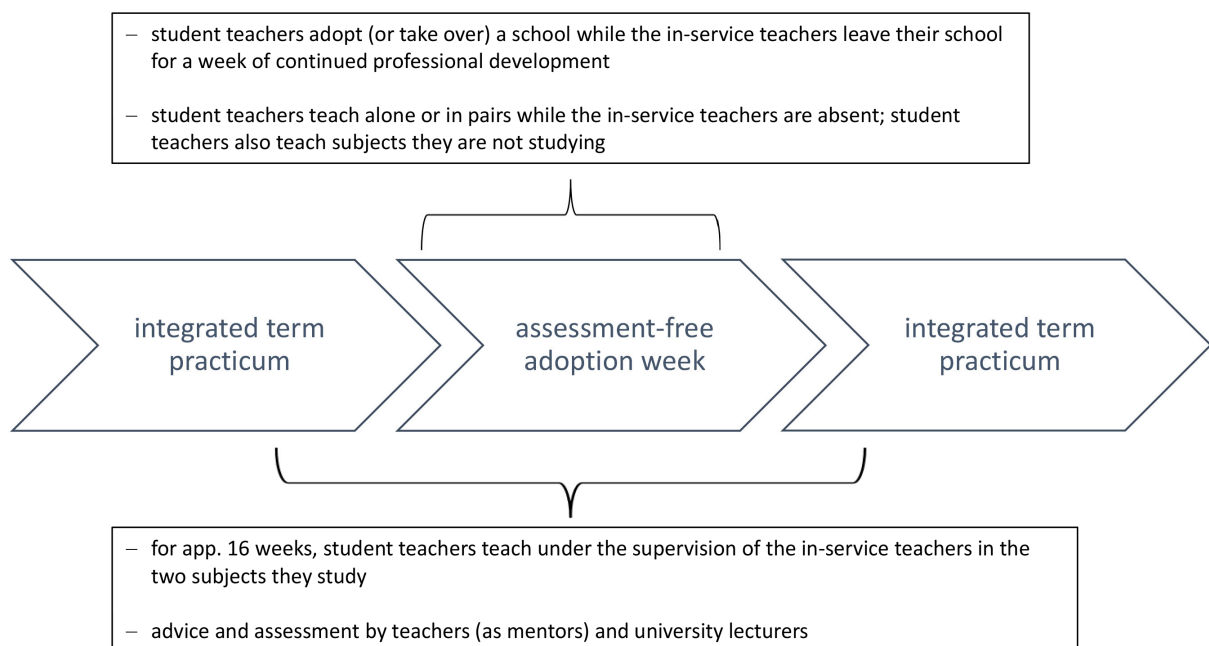 – student teachers adopt (or take over) a school while the in-service teachers leave their school
for a week of continued professional development
– student teachers teach alone or in pairs while the in-service teachers are absent; student
teachers also teach subjects they are not studying
integrated term
practicum
assessment-free
adoption week
integrated term
practicum
– for app. 16 weeks, student teachers teach under the supervision of the in-service teachers in the
two subjects they study
– advice and assessment by teachers (as mentors) and university lecturers